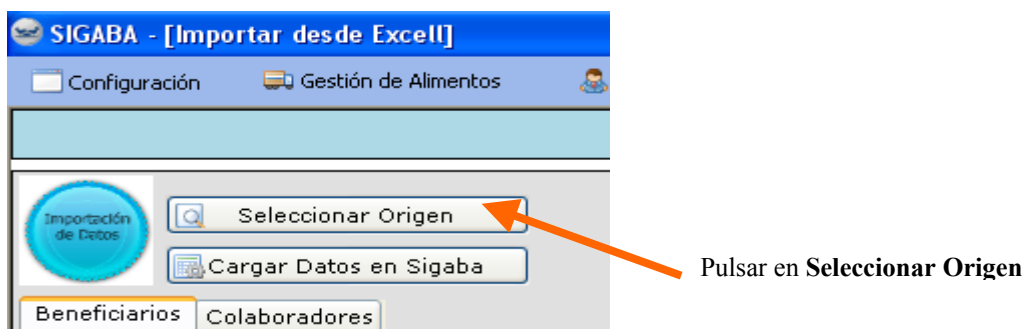 SIGABA - [Importar desde Excell]
Configuración Gestión de Alimentos
Importación
de Datos
Seleccionar Origen
Cargar Datos en Sigaba
Pulsar en Seleccionar Origen
Beneficiarios Colaboradores